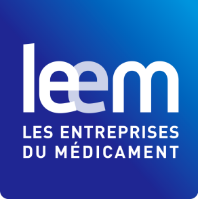 leem
LES ENTREPRISES
DU MÉDICAMENT